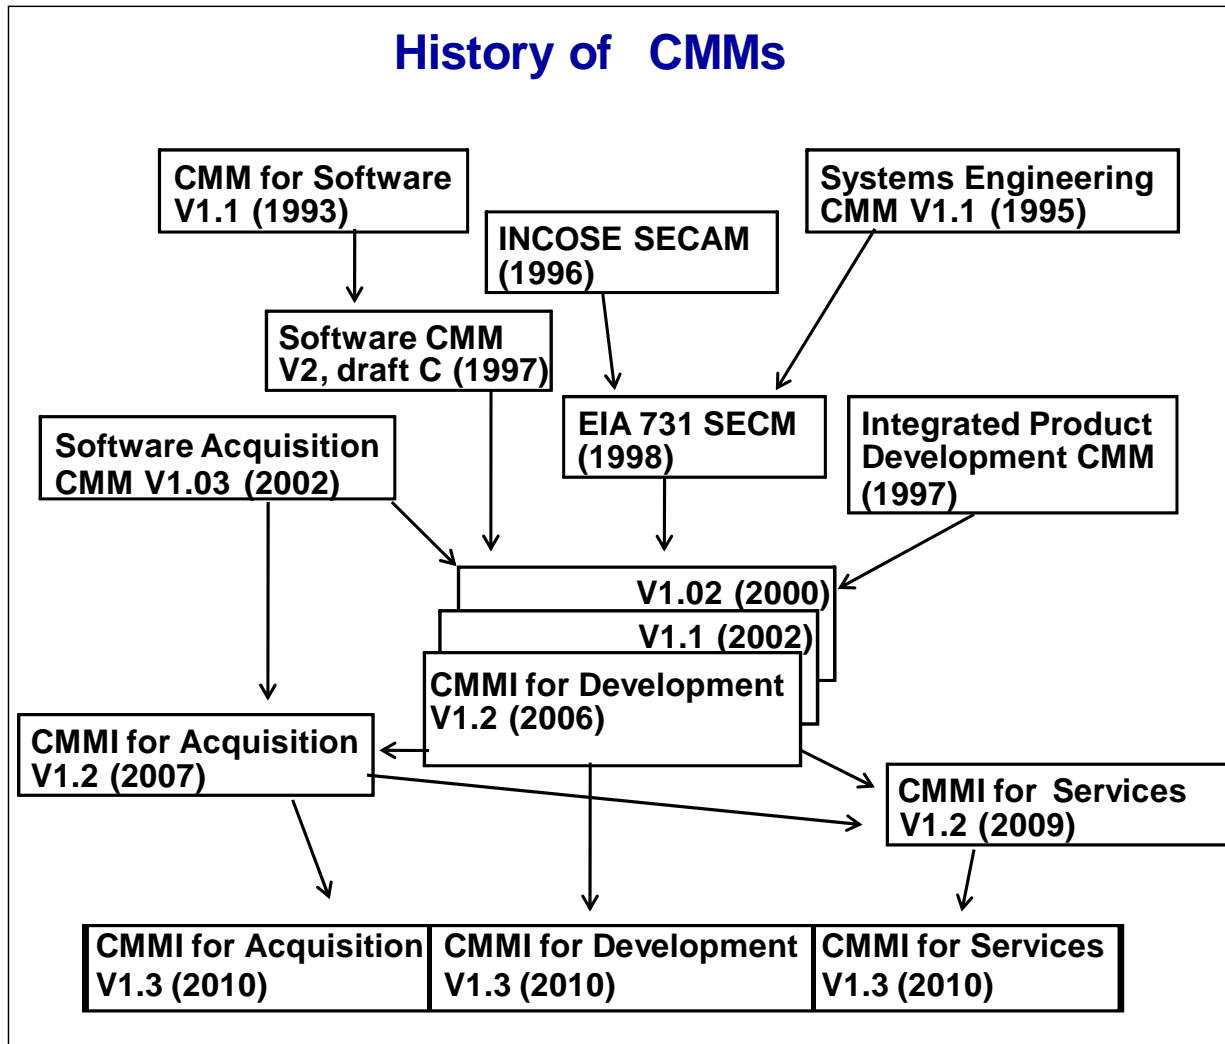 History of CMMs
CMM for Software
V1.1 (1993)
Systems Engineering
CMM V1.1 (1995)
INCOSE SECAM
(1996)
Software CMM
V2, draft C (1997)
EIA 731 SECM
(1998)
Integrated Product
Development CMM
(1997)
Software Acquisition
CMM V1.03 (2002)
V1.02 (2000)
V1.1 (2002)
CMMI for Development
V1.2 (2006)
CMMI for Acquisition
V1.2 (2007)
CMMI for Services
V1.2 (2009)
CMMI for Acquisition
V1.3 (2010)
CMMI for Development
V1.3 (2010)
CMMI for Services
V1.3 (2010)